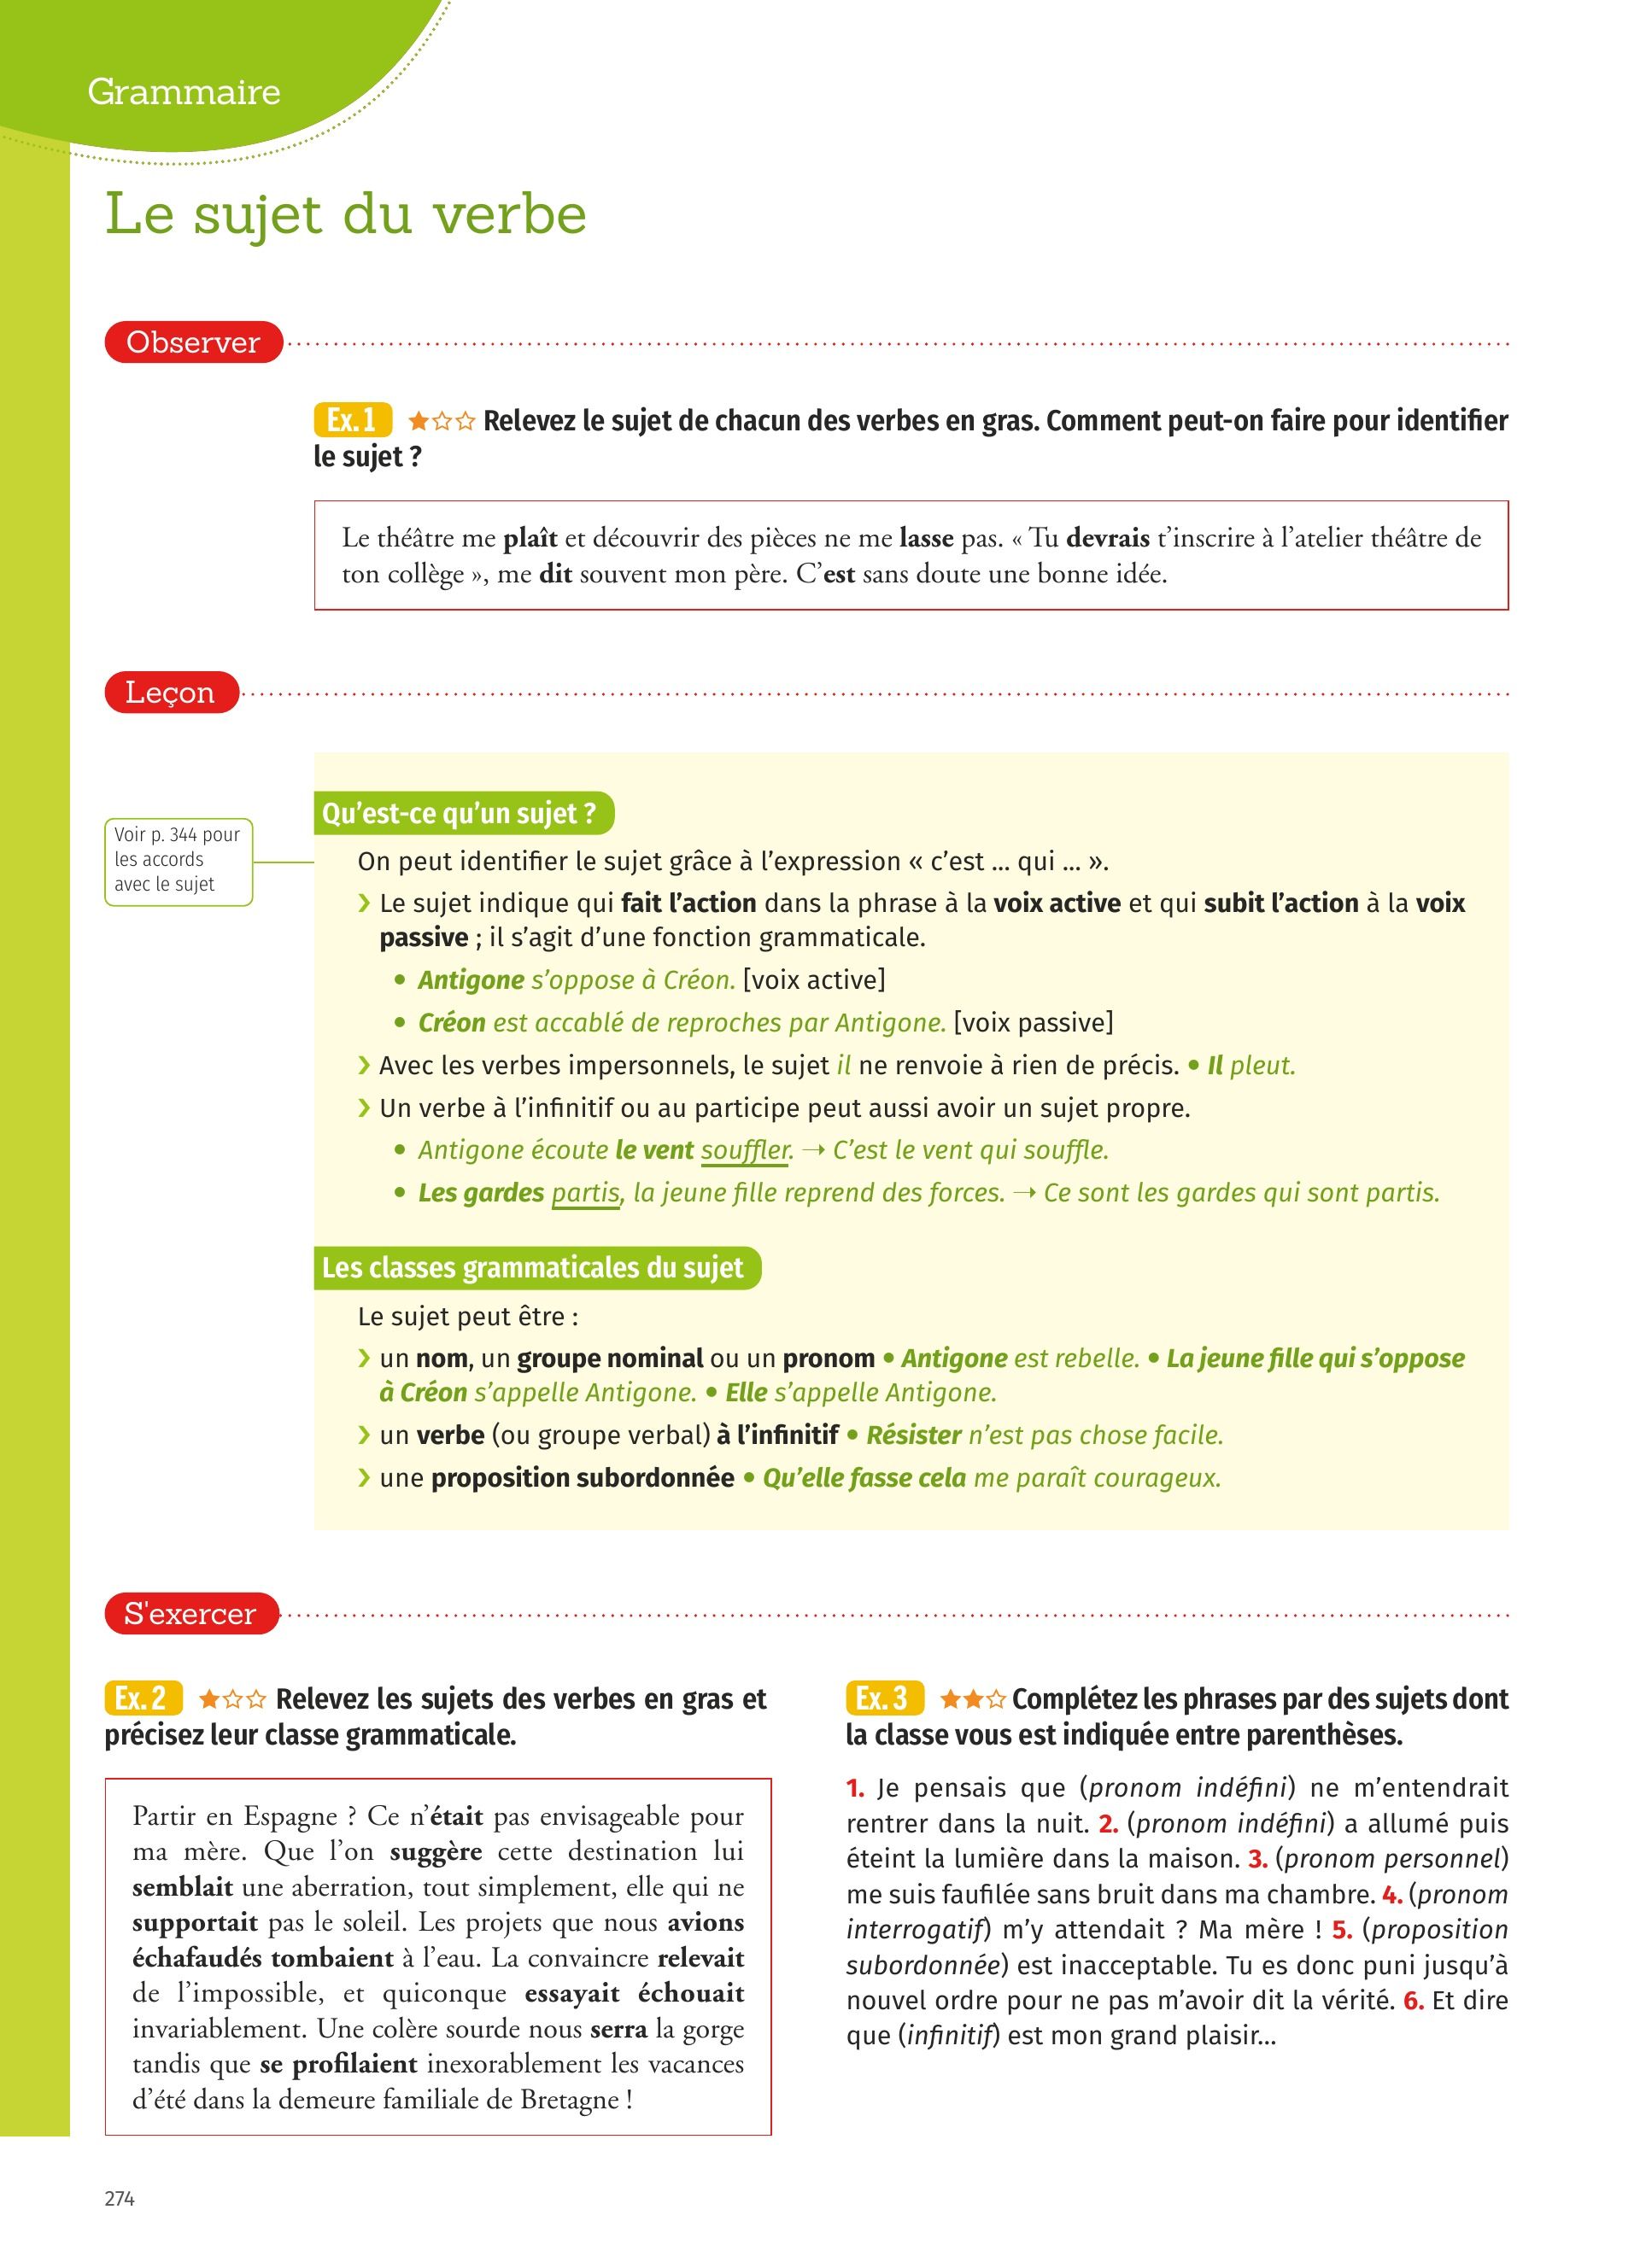 Grammaire
Le sujet du verbe
Observer
Ex. 1 ★☆☆ Relevez le sujet de chacun des verbes en gras. Comment peut-on faire pour identifier
le sujet ?
Le théâtre me plaît et découvrir des pièces ne me lasse pas. « Tu devrais t’inscrire à l’atelier théâtre de
ton collège », me dit souvent mon père. C’est sans doute une bonne idée.
Leçon
Voir p. 344 pour
les accords
avec le sujet
Qu’est-ce qu’un sujet ?
On peut identifier le sujet grâce à l’expression « c’est ... qui ... ».
❯ Le sujet indique qui fait l’action dans la phrase à la voix active et qui subit l’action à la voix
passive ; il s’agit d’une fonction grammaticale.
• Antigone s’oppose à Créon. [voix active]
• Créon est accablé de reproches par Antigone. [voix passive]
❯ Avec les verbes impersonnels, le sujet il ne renvoie à rien de précis. • Il pleut.
❯ Un verbe à l’infinitif ou au participe peut aussi avoir un sujet propre.
• Antigone écoute le vent souffler. → C’est le vent qui souffle.
• Les gardes partis, la jeune fille reprend des forces. → Ce sont les gardes qui sont partis.
Les classes grammaticales du sujet
Le sujet peut être :
❯ un nom, un groupe nominal ou un pronom • Antigone est rebelle. • La jeune fille qui s’oppose
à Créon s’appelle Antigone. • Elle s’appelle Antigone.
❯ un verbe (ou groupe verbal) à l’infinitif • Résister n’est pas chose facile.
❯ une proposition subordonnée • Qu’elle fasse cela me paraît courageux.
S'exercer
Ex. 2 ★☆☆ Relevez les sujets des verbes en gras et
précisez leur classe grammaticale.
Partir en Espagne ? Ce n’était pas envisageable pour
ma mère. Que l’on suggère cette destination lui
semblait une aberration, tout simplement, elle qui ne
supportait pas le soleil. Les projets que nous avions
échafaudés tombaient à l’eau. La convaincre relevait
de l’impossible, et quiconque essayait échouait
invariablement. Une colère sourde nous serra la gorge
tandis que se profilaient inexorablement les vacances
d’été dans la demeure familiale de Bretagne !
Ex. 3 ★★☆ Complétez les phrases par des sujets dont
la classe vous est indiquée entre parenthèses.
1. Je pensais que (pronom indéfini) ne m’entendrait
rentrer dans la nuit. 2. (pronom indéfini) a allumé puis
éteint la lumière dans la maison. 3. (pronom personnel)
me suis faufilée sans bruit dans ma chambre. 4. (pronom
interrogatif) m’y attendait ? Ma mère ! 5. (proposition
subordonnée) est inacceptable. Tu es donc puni jusqu’à
nouvel ordre pour ne pas m’avoir dit la vérité. 6. Et dire
que (infinitif) est mon grand plaisir...
274